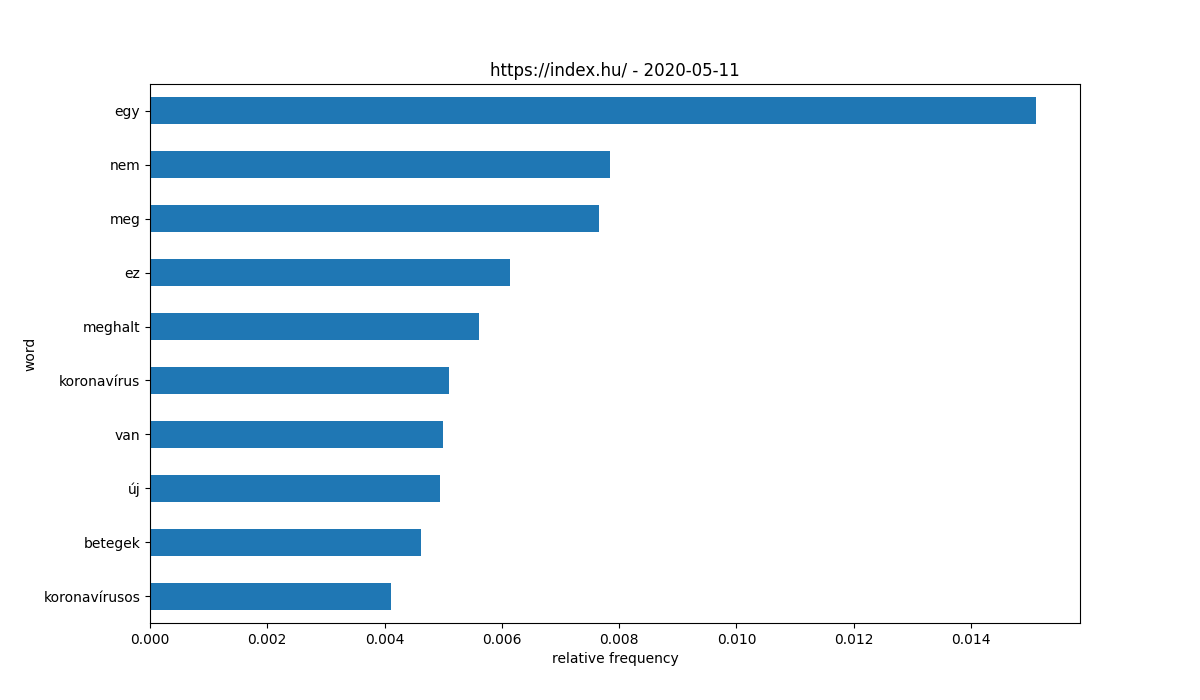 https://index.hu/ - 2020-05-11
egy
nem
meg
ez
meghalt
koronavírus
van
új
betegek
koronavírusos
word
0.000 0.002 0.004 0.006 0.008 0.010 0.012 0.014
relative frequency